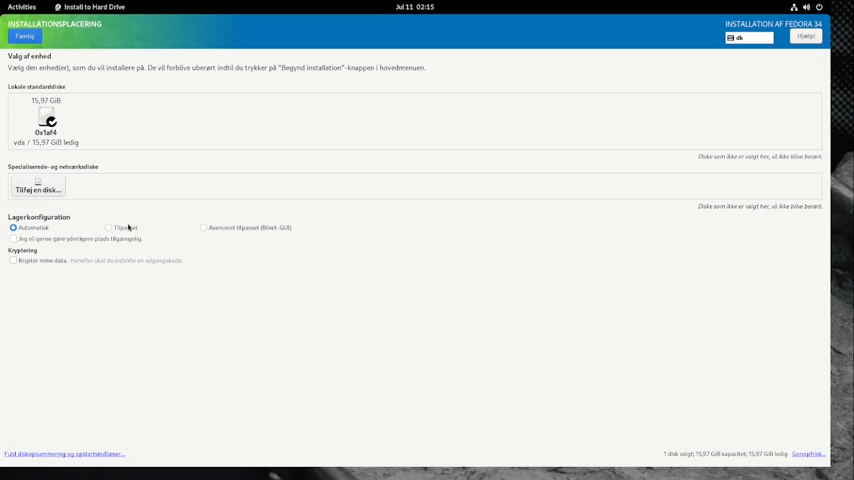 Activities
Install to Hard Drive
Jul 11 02:15
INSTALLATIONSPLACERING
INSTALLATION AF FEDORA 34
Færdig
dk
Hjælp!
Valg af enhed
Vælg den enhed(er), som du vil installere på. De vil forblive uberørt indtil du trykker på "Begynd installation"-knappen i hovedmenuen.
Lokale standarddiske
15,97 GiB
0x1af4
vda / 15,97 GiB ledig
Diske som ikke er valgt her, vil ikke blive berørt.
Specialiserede- og netværksdiske
Tilføj en disk...
Diske som ikke er valgt her, vil ikke blive berørt.
Lagerkonfiguration
Automatisk
Avanceret tilpasset (Blivet-GUI)
Jeg vil gerne gøre yderligere plads tilgængelig.
Kryptering
Kryptér mine data. Herefter skal du indstille en adgangskode.
Fuld diskopsummering og opstartsindlæser...
1 disk valgt; 15,97 GiB kapacitet; 15,97 GiB ledig
Genopfrisk...